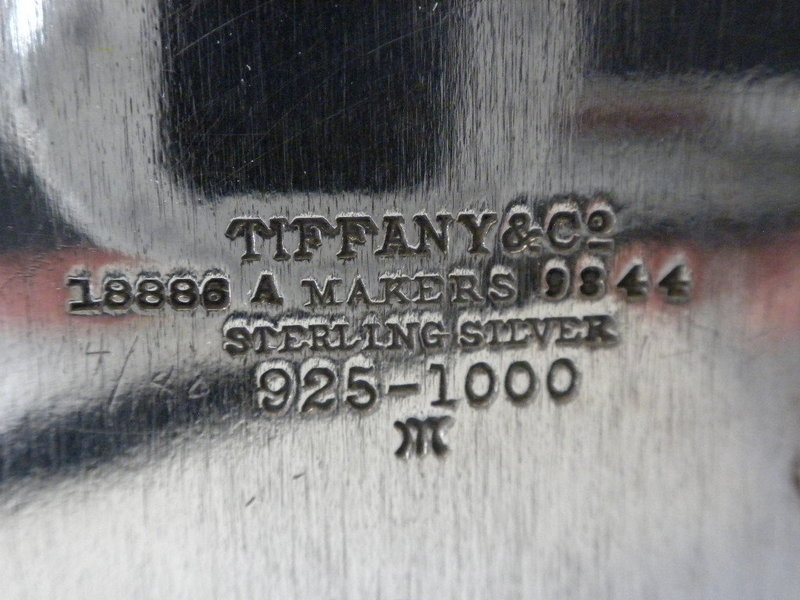 TIFFANY & Cº
18886 A MAKERS 9844
STERLING SILVER
925-1000
M